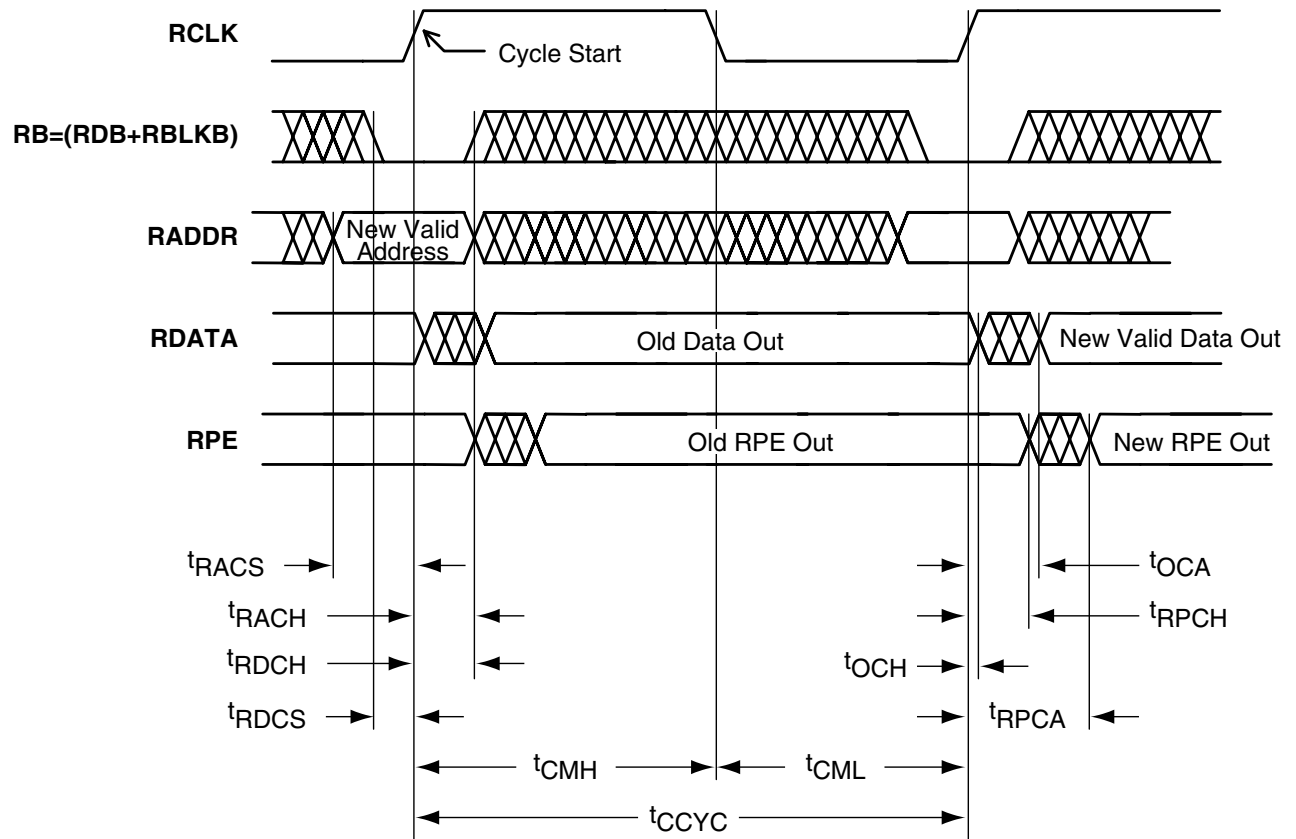 RCLK
Cycle Start
RB=(RDB+RBLKB)
RADDR
New Valid
Address
RDATA
Old Data Out
New Valid Data Out
RPE
Old RPE Out
New RPE Out
tRACS
tOCA
tRACH
tRPCH
tRDCH
tOCH
tRDCS
tRPCA
tCMH
tCML
tCCYC